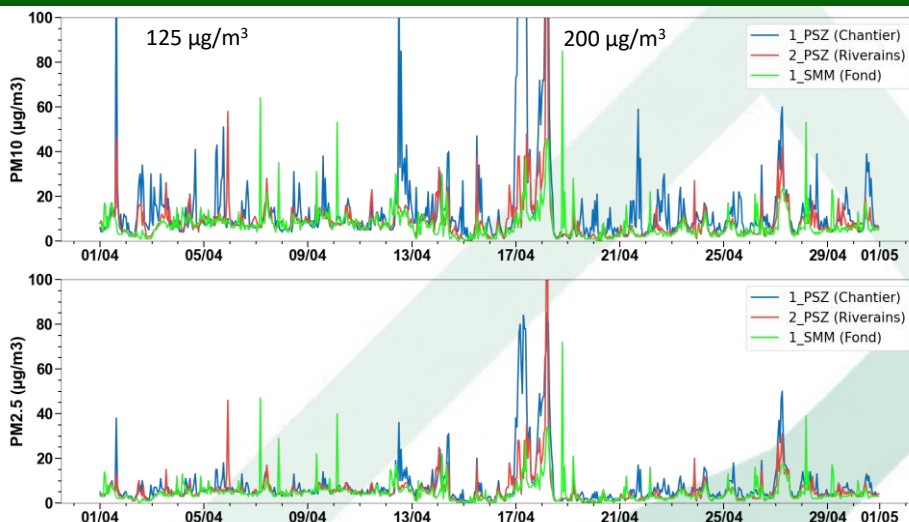 125 µg/m³
200 µg/m³
PM10 (µg/m3)
100
80
60
40
20
0
1_PSZ (Chantier)
2_PSZ (Riverains)
1_SMM (Fond)
01/04 05/04 09/04 13/04 17/04 21/04 25/04 29/04 01/05
PM2.5 (µg/m3)
100
80
60
40
20
0
1_PSZ (Chantier)
2_PSZ (Riverains)
1_SMM (Fond)
01/04 05/04 09/04 13/04 17/04 21/04 25/04 29/04 01/05